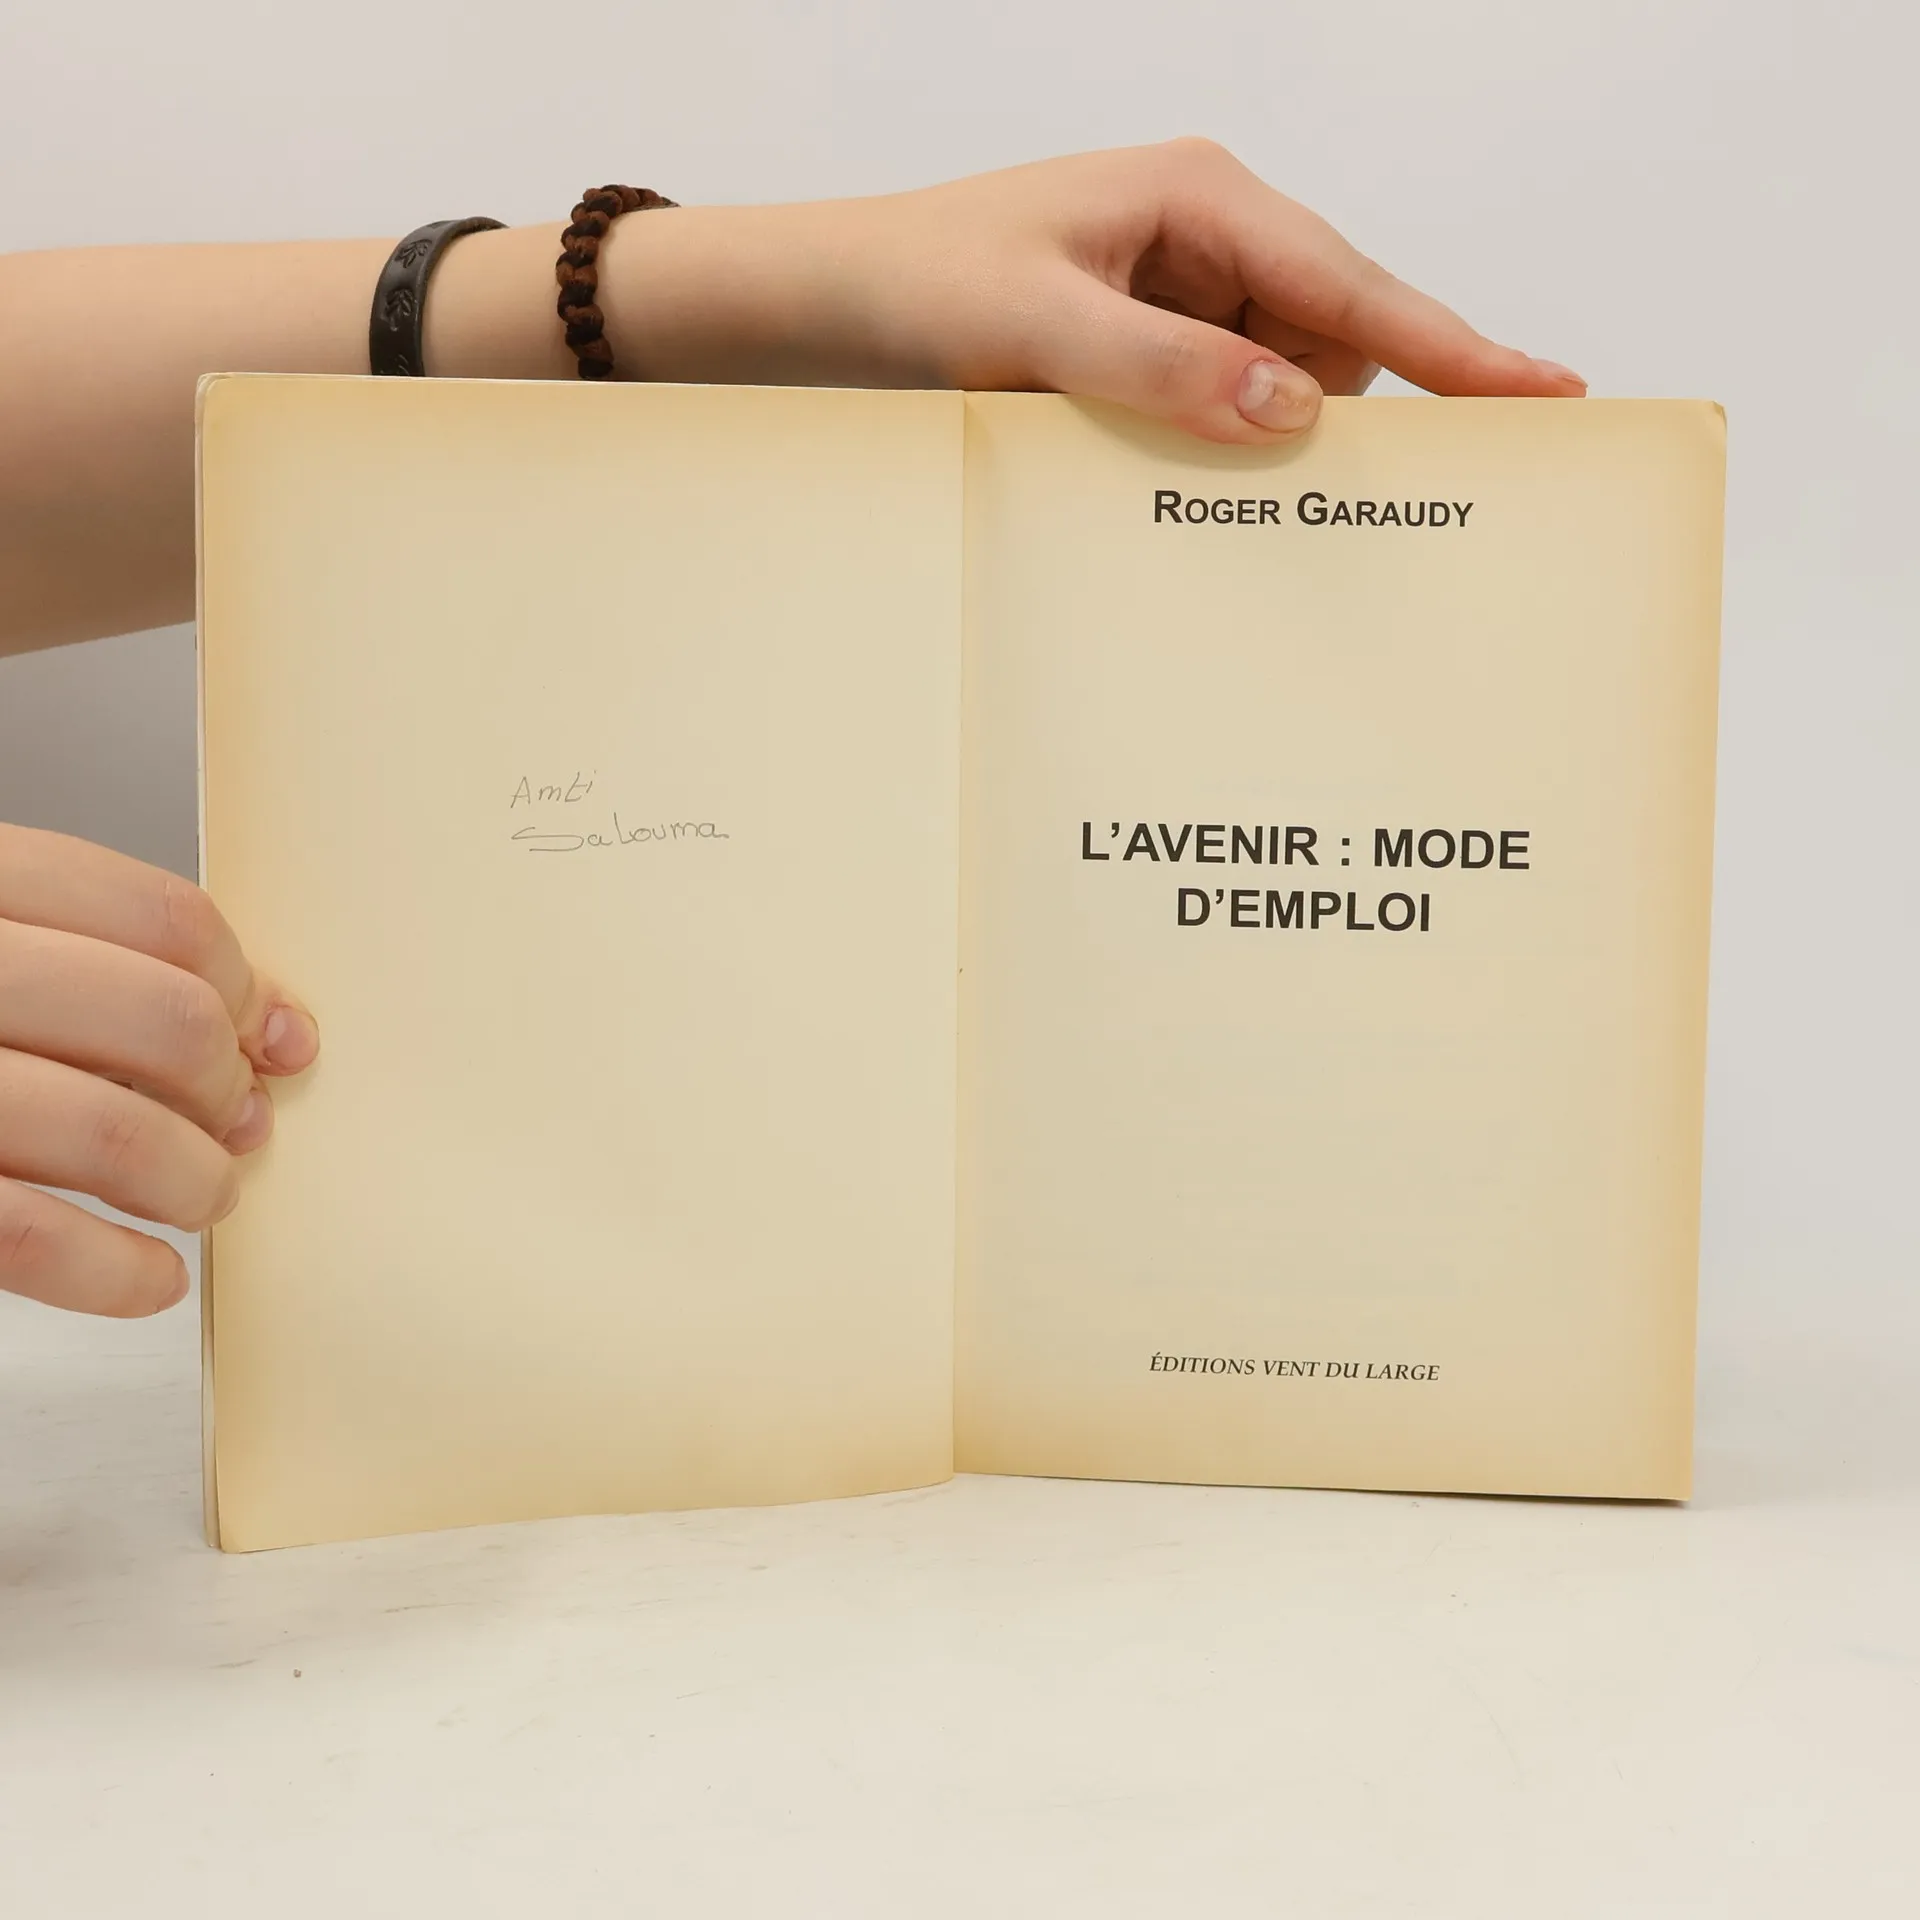 Amti
Salouma
ROGER GARAUDY
L’AVENIR : MODE
D’EMPLOI
ÉDITIONS VENT DU LARGE